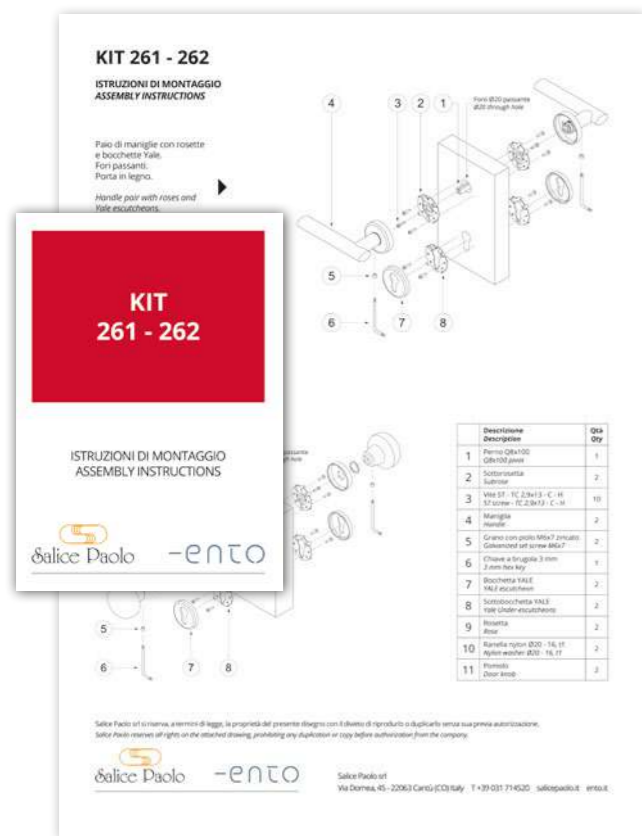 KIT 261 - 262
ISTRUZIONI DI MONTAGGIO
ASSEMBLY INSTRUCTIONS
Paio di maniglie con rosette
e bocchette Yale.
Fori passanti.
Porta in legno.
Handle pair with roses and
Yale escutcheons.
4
3
2
1
Foro Ø20 passante
Ø20 through hole
5
6
7
8
KIT
261 - 262
ISTRUZIONI DI MONTAGGIO
ASSEMBLY INSTRUCTIONS
Salice Paolo
ento
passante
hole
5
6
7
8
Descrizione
Description
Qtà
Qty
1 Perno Q8x100 1
Q8x100 pivot
2 Sottorosetta 2
Subrose
3 Vite ST - TC 2,9x13 - C - H 10
ST screw - TC 2,9x13 - C - H
4 Maniglia 2
Handle
5 Grano con polio M6x7 zincato 2
Galvanized set screw M6x7
6 Chiave a brugola 3 mm 1
3 mm hex key
7 Bocchetta YALE 2
YALE escutcheon
8 Sottobocchetta YALE 2
Yale Under-escutcheons
9 Rosetta 2
Rose
10 Ranella nylon Ø20 - 16, 2
Nylon washer Ø20 - 16,
11 Pomolo 2
Door knob
Salice Paolo srl si riserva, a termini di legge, la proprietà del presente disegno con il divieto di riprodurlo o duplicarlo senza sua previa autorizzazione.
Salice Paolo reserves all rights on the attached drawing, prohibiting any duplication or copy before authorization from the company.
Salice Paolo
ento
Salice Paolo srl
Via Domea, 45 - 22063 Cantù (CO) Italy T +39 031 714520 salicepaolo.it ento.it